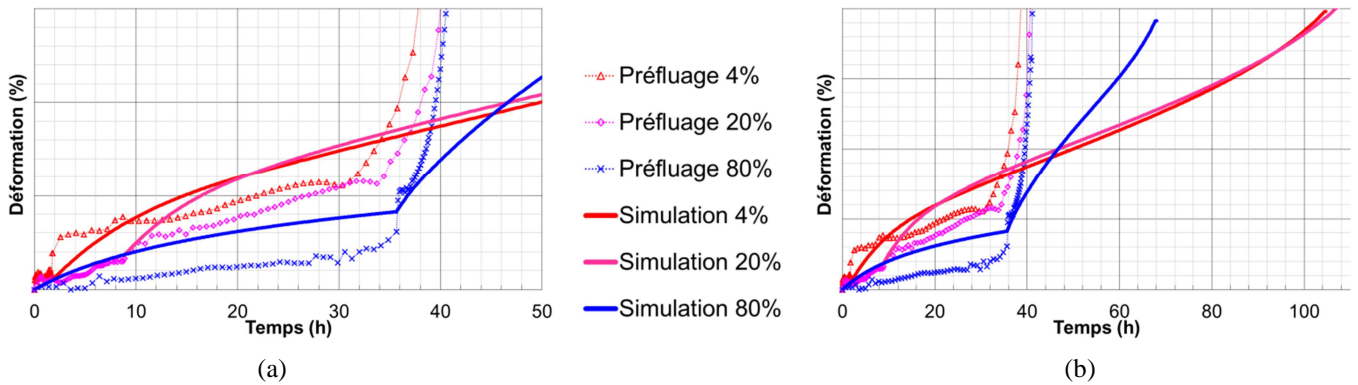 Déformation (%)
0
10
20
30
40
50
Temps (h)
(a)
Préfluage 4%
Préfluage 20%
Préfluage 80%
Simulation 4%
Simulation 20%
Simulation 80%
Déformation (%)
0
20
40
60
80
100
Temps (h)
(b)